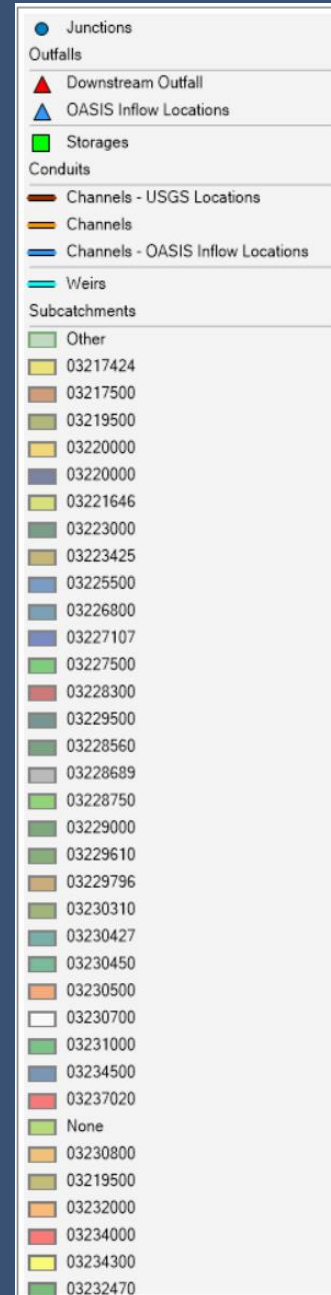 Junctions
Outfalls
Downstream Outfall
OASIS Inflow Locations
Storages
Conduits
Channels - USGS Locations
Channels
Channels - OASIS Inflow Locations
Weirs
Subcatchments
Other
03217424
03217500
03219500
03220000
03220000
03221646
03223000
03223425
03225500
03226800
03227107
03227500
03228300
03229500
03228560
03228689
03228750
03229000
03229610
03229796
03230310
03230427
03230450
03230500
03230700
03231000
03234500
03237020
None
03230800
03219500
03232000
03234000
03234300
03232470